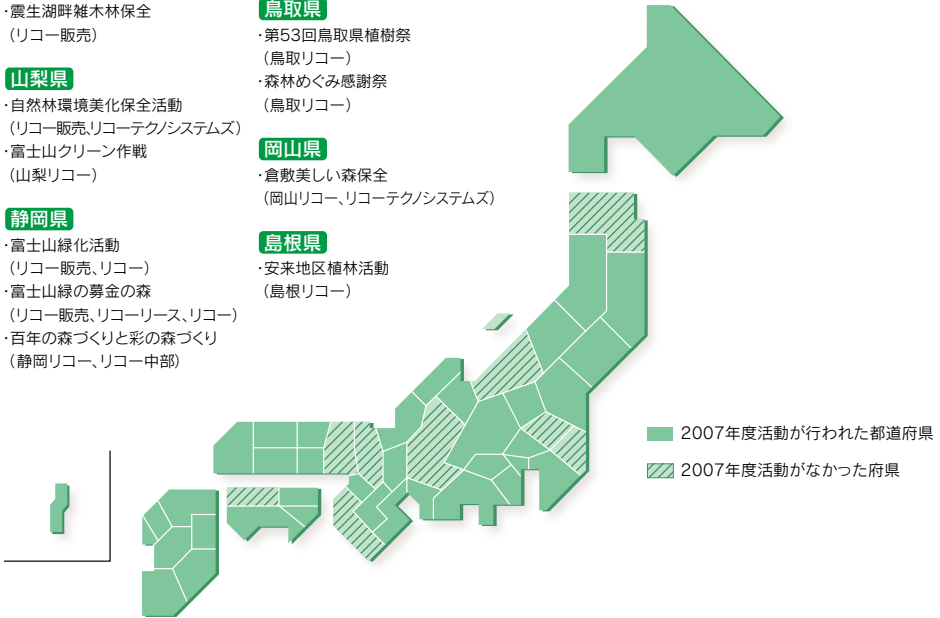 ・震生湖畔雑木林保全
(リコー販売)
山梨県
・自然林環境美化保全活動
(リコー販売、リコーテクノシステムズ)
・富士山クリーン作戦
(山梨リコー)
静岡県
・富士山緑化活動
(リコー販売、リコー)
・富士山緑の募金の森
(リコー販売、リコーリース、リコー)
・百年の森づくりと彩の森づくり
(静岡リコー、リコー中部)
鳥取県
・第53回鳥取県植樹祭
(鳥取リコー)
・森林めぐみ感謝祭
(鳥取リコー)
岡山県
・倉敷美しい森保全
(岡山リコー、リコーテクノシステムズ)
島根県
・安来地区植林活動
(島根リコー)
2007年度活動が行われた都道府県
2007年度活動がなかった府県